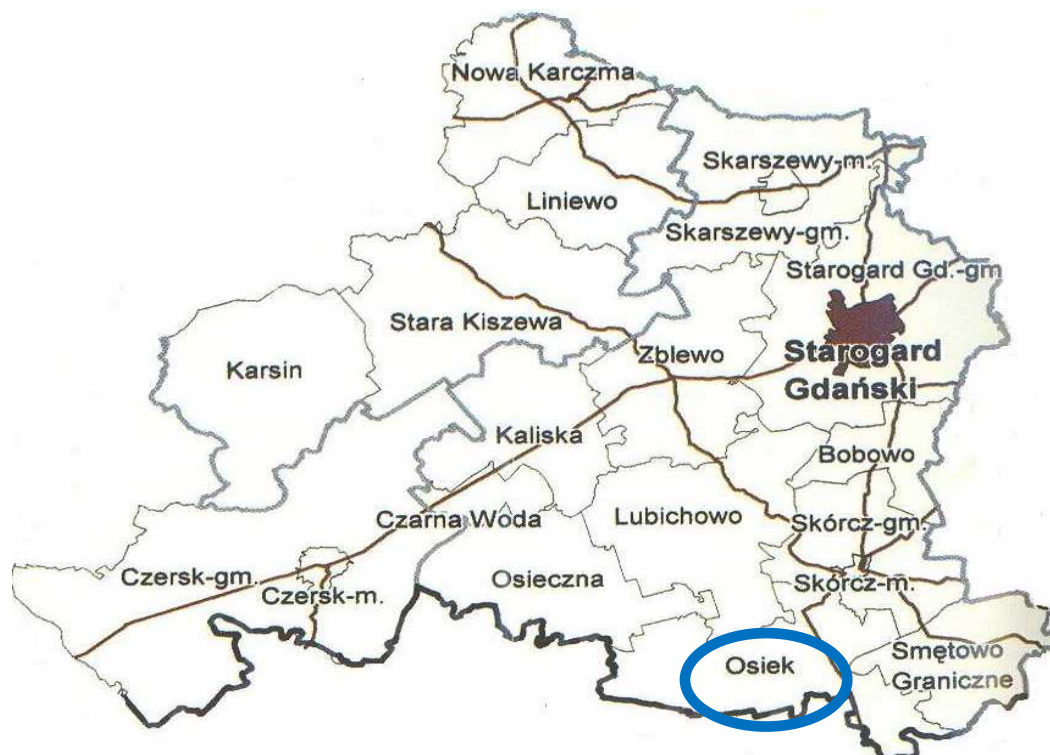 Nowa Karczma
Skarszewy-m.
Liniewo
Skarszewy-gm.
Starogard Gd.-gm
Stara Kiszewa
Zblewo
Starogard
Gdański
Karsin
Kaliska
Bobowo
Czarna Woda
Lubichowo
Skórcz-gm.
Czersk-gm.
Czersk-m.
Osieczna
Skórcz-m.
Osiek
Smętowo
Graniczne